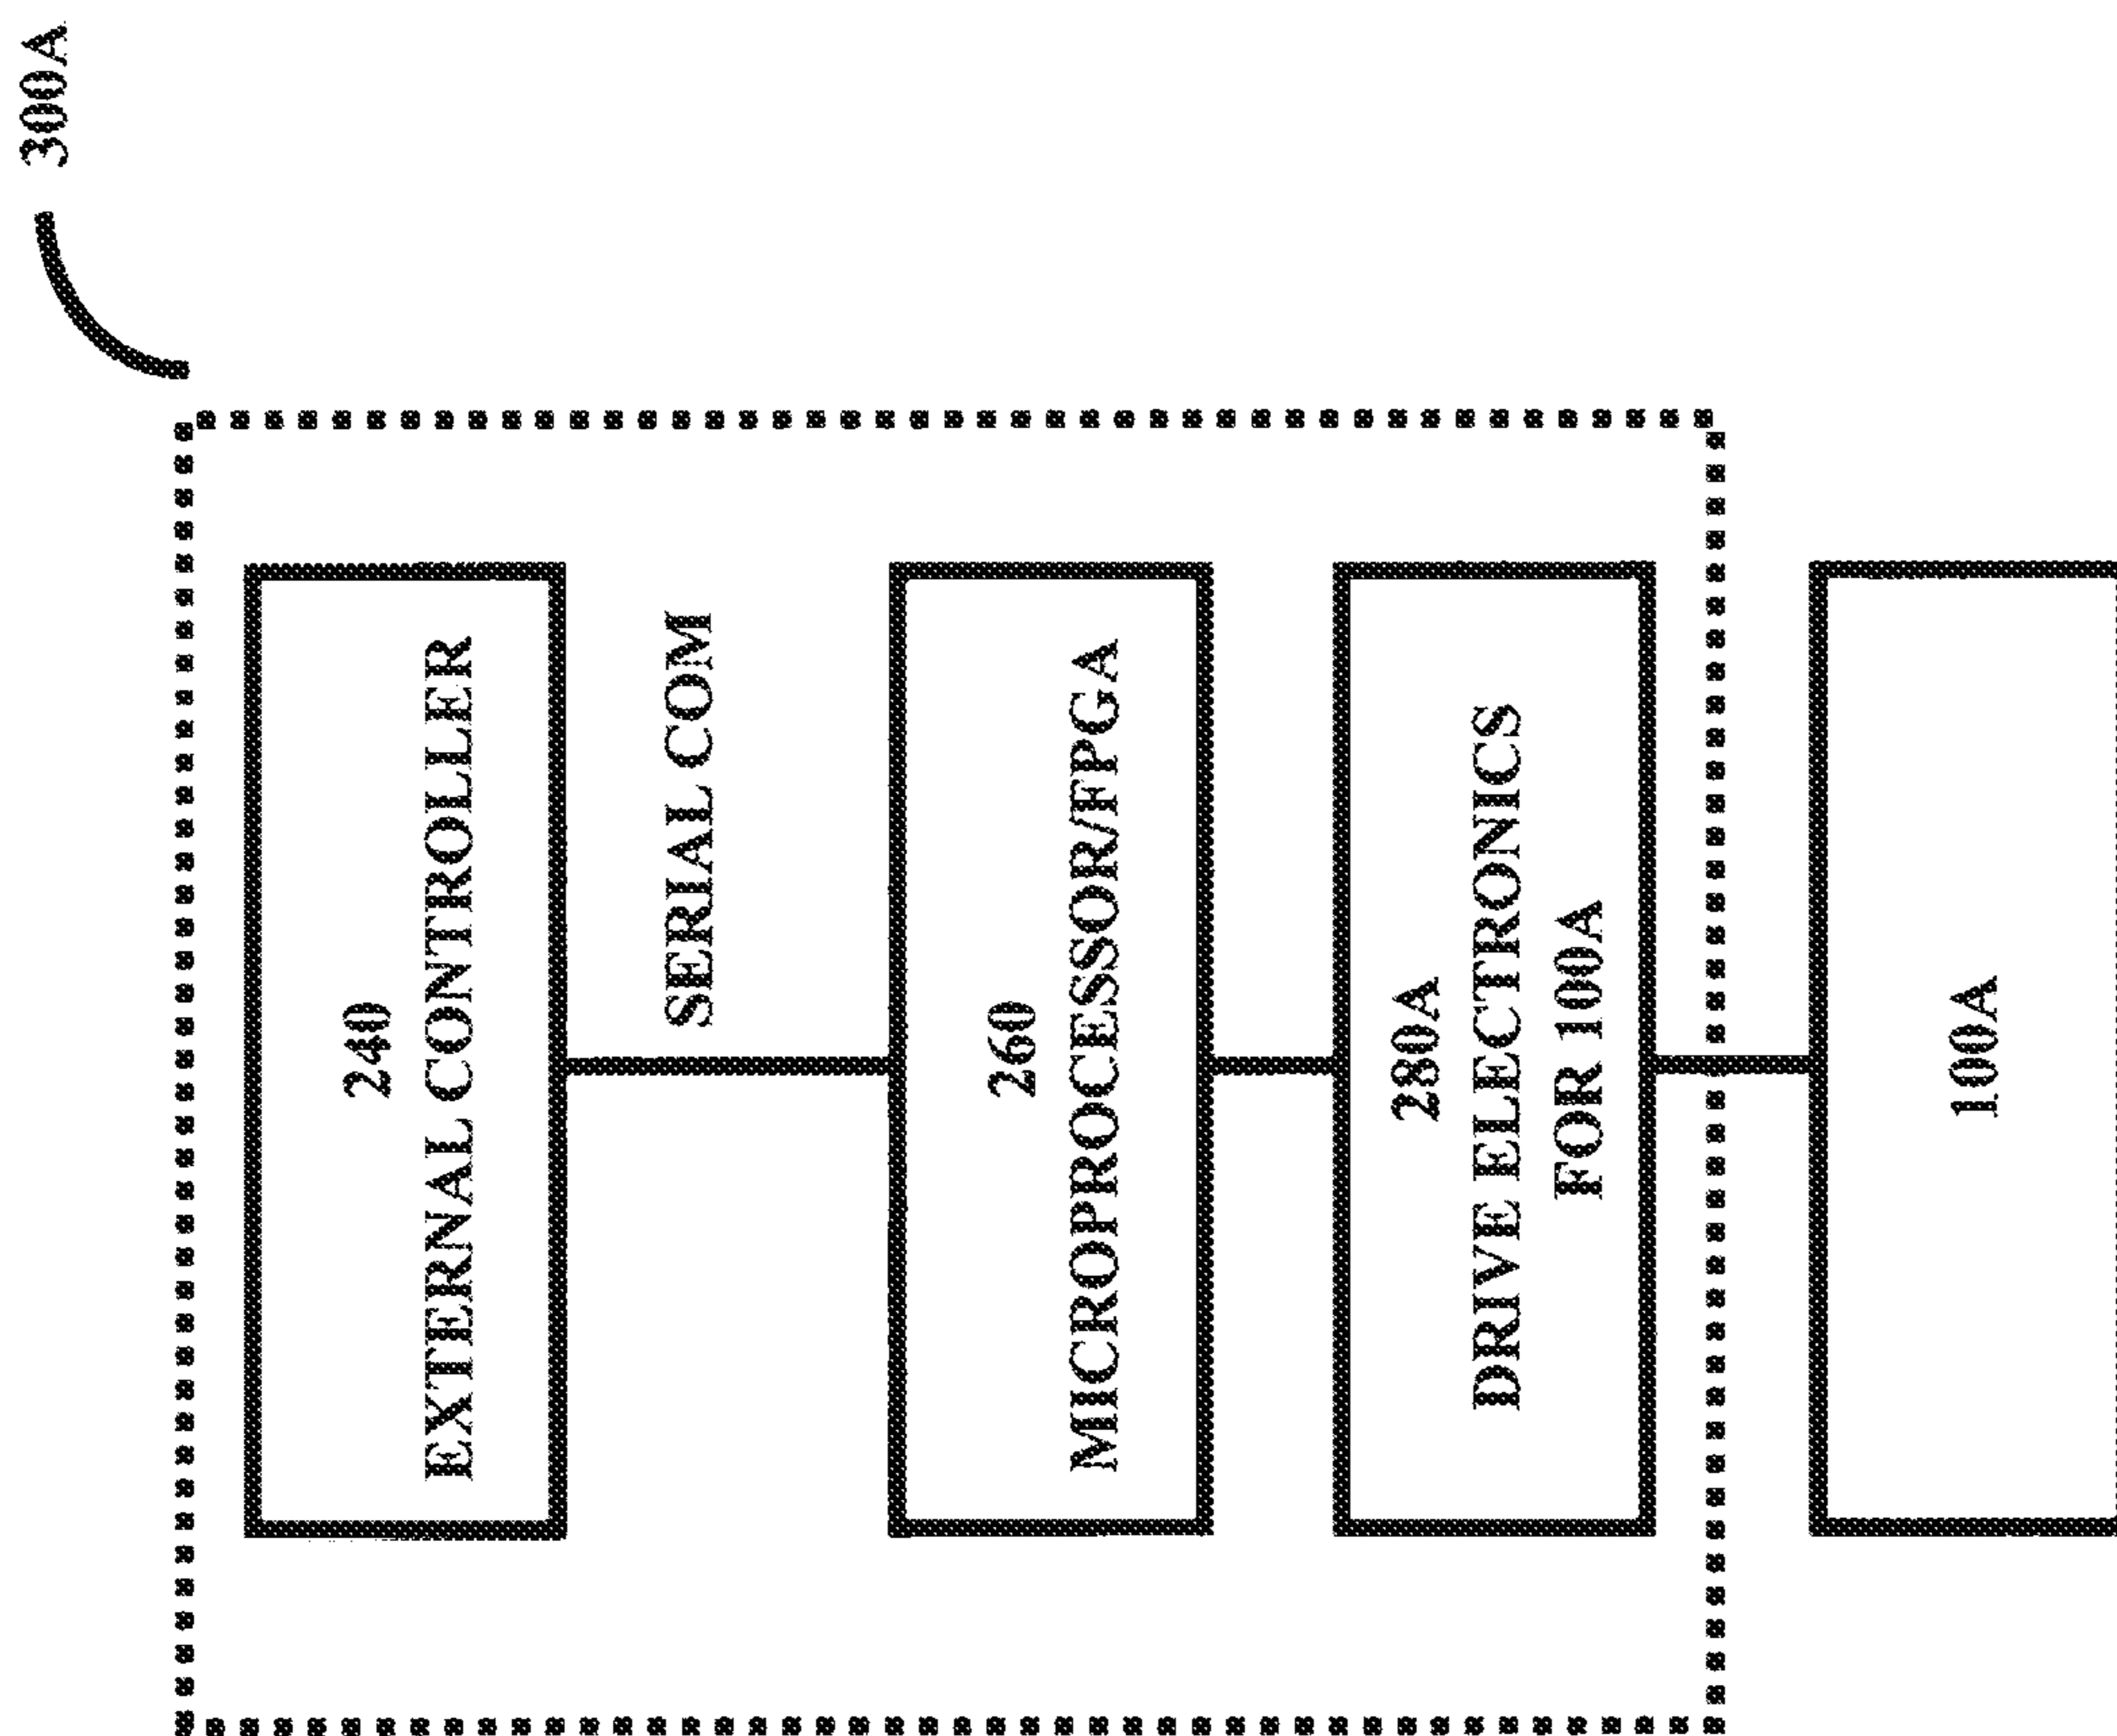 300A
240
EXTERNAL CONTROLLER
SERIAL COM
260
MICROPROCESSOR/FPGA
280A
DRIVE ELECTRONICS
FOR 100A
100A